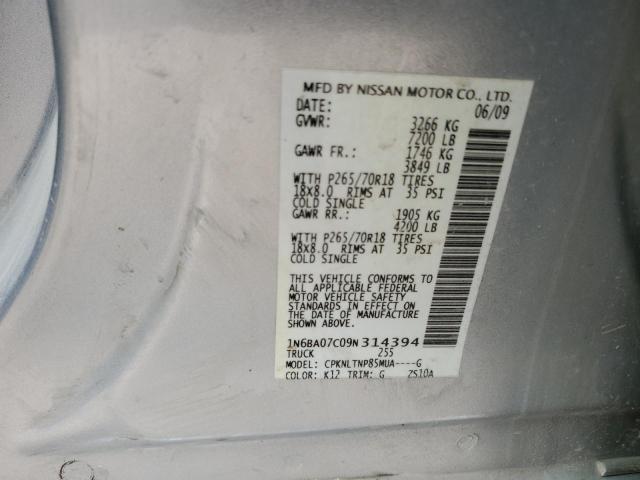 MFD BY NISSAN MOTOR CO., LTD.
DATE: 06/09
GVWR: 3266 KG
7200 LB
GAWR FR.: 1746 KG
3849 LB
WITH P265/70R18 TIRES
18X8.0 RIMS AT 35 PSI
COLD SINGLE
GAWR RR.: 1905 KG
4200 LB
WITH P265/70R18 TIRES
18X8.0 RIMS AT 35 PSI
COLD SINGLE
THIS VEHICLE CONFORMS TO
ALL APPLICABLE FEDERAL
MOTOR VEHICLE SAFETY
STANDARDS IN EFFECT ON
THE DATE OF MANUFACTURE
SHOWN ABOVE
1N6BA07C09N314394
TRUCK 255
MODEL: CPKNLTNP85MUA----G
COLOR: K12 TRIM: G 2S10A